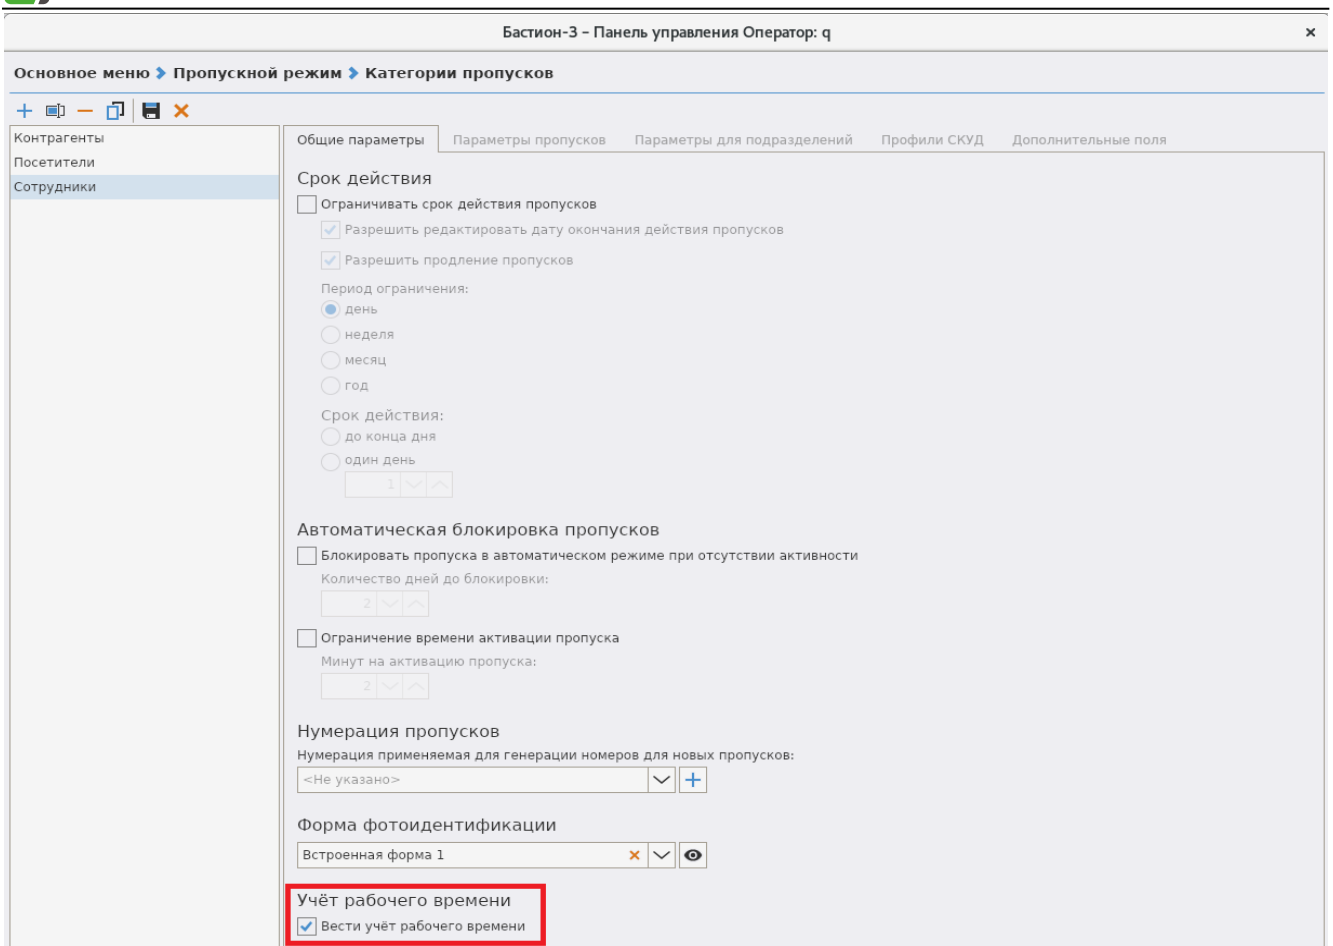 Бастион-3 – Панель управления Оператор: q
Основное меню Пропускной режим Категории пропусков
Контрагенты
Посетители
Сотрудники
Общие параметры Параметры пропусков Параметры для подразделений Профили СКУД Дополнительные поля
Срок действия
Ограничивать срок действия пропусков
Разрешить редактировать дату окончания действия пропусков
Разрешить продление пропусков
Период ограничения:
день
неделя
месяц
год
Срок действия:
до конца дня
один день
1
Автоматическая блокировка пропусков
Блокировать пропуска в автоматическом режиме при отсутствии активности
Количество дней до блокировки:
2
Ограничение времени активации пропуска
Минут на активацию пропуска:
2
Нумерация пропусков
Нумерация применяемая для генерации номеров для новых пропусков:
<Не указано>
Форма фотоидентификации
Встроенная форма 1
Учёт рабочего времени
Вести учёт рабочего времени